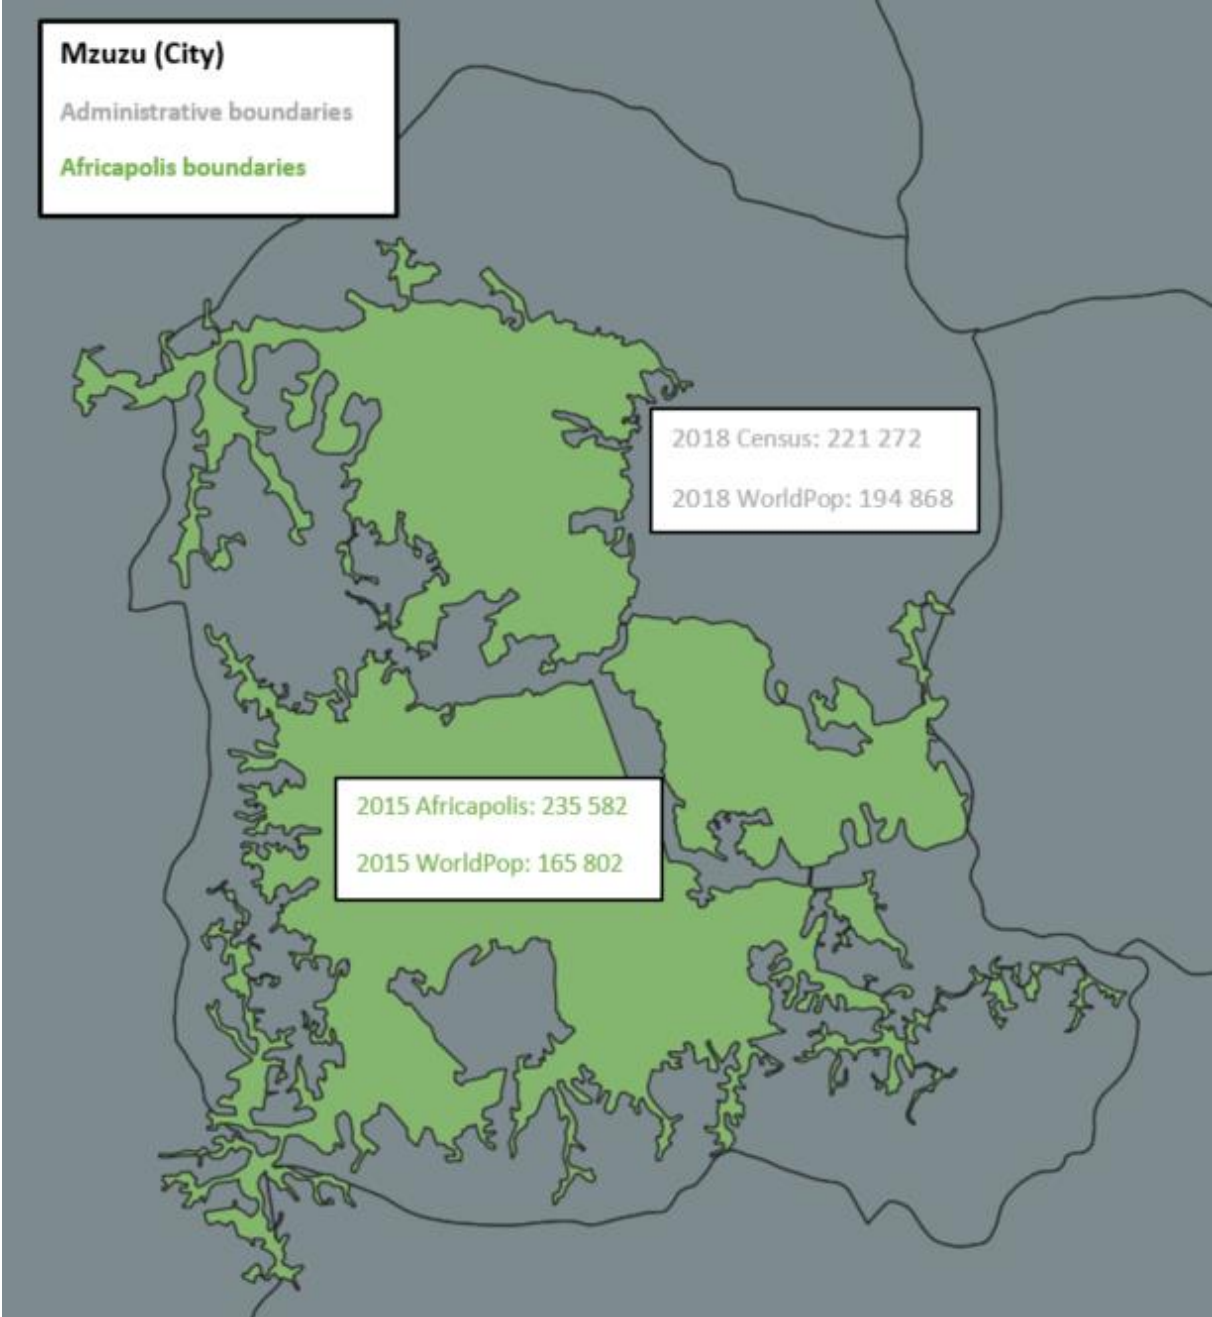 Mzuzu (City)
Administrative boundaries
Africapolis boundaries
2018 Census: 221 272
2018 WorldPop: 194 868
2015 Africapolis: 235 582
2015 WorldPop: 165 802